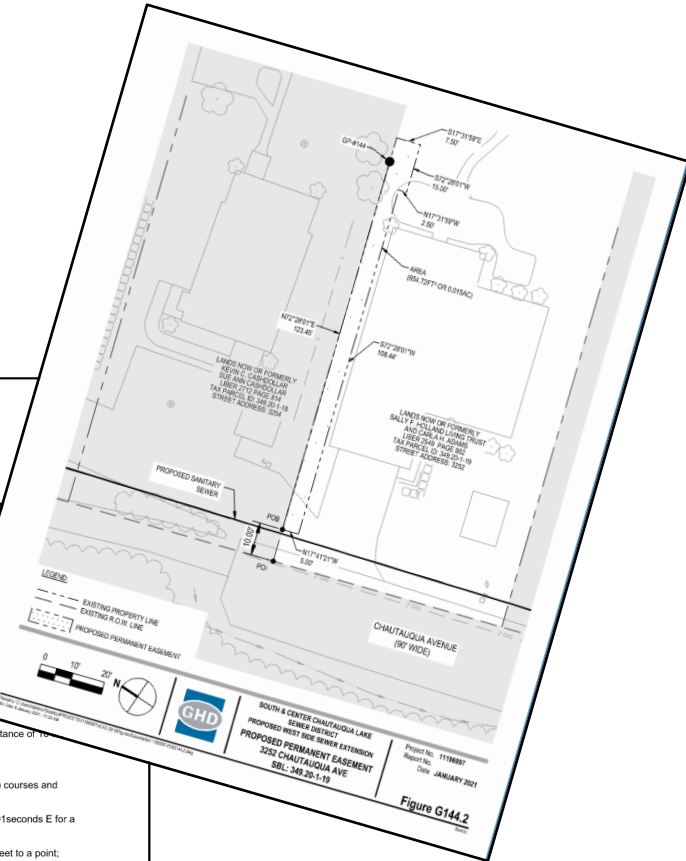 S17°31'59"E
7.50'
GP-#144
S72°28'01"W
15.00'
N17°31'59"W
2.50'
AREA
(654.72FT² OR 0.015AC)
N72°28'01"E
123.45'
S72°28'01"W
108.44'
LANDS NOW OR FORMERLY
KEVIN C. CASHDOLLAR
SUE ANN CASHDOLLAR
LIBER 2712 PAGE 814
TAX PARCEL ID: 349.20-1-18
STREET ADDRESS: 3254
LANDS NOW OR FORMERLY
SALLY F. HOLLAND LIVING TRUST
AND CARLA H. ADAMS
LIBER 2549 PAGE 902
TAX PARCEL ID: 349.20-1-19
STREET ADDRESS: 3252
PROPOSED SANITARY
SEWER
POB
10.00'
N17°41'21"W
5.00'
POI
LEGEND:
EXISTING PROPERTY LINE
EXISTING R.O.W. LINE
PROPOSED PERMANENT EASEMENT
CHAUTAUQUA AVENUE
(90' WIDE)
0 10' 20'
N
GHD
SOUTH & CENTER CHAUTAUQUA LAKE
SEWER DISTRICT
PROPOSED WEST SIDE SEWER EXTENSION
PROPOSED PERMANENT EASEMENT
3252 CHAUTAUQUA AVE
SBL: 349.20-1-19
Project No. 11196997
Report No.
Date JANUARY 2021
Figure G144.2
tance of 10
courses and
1seconds E for a
eet to a point;